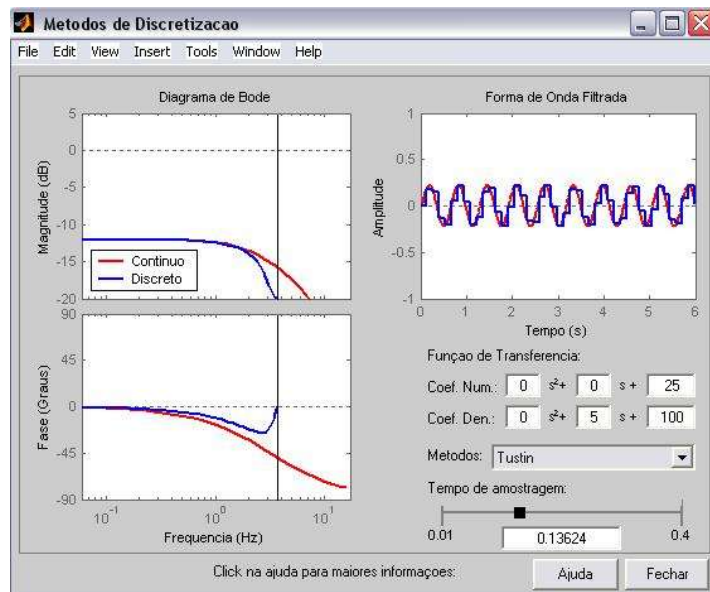 Metodos de Discretizacao
File Edit View Insert Tools Window Help
Diagrama de Bode
5
0
-5
-10
-15
-20
Magnitude (dB)
Continuo
Discreto
90
45
0
-45
-90
Fase (Graus)
10⁻¹ 10⁰ 10¹
Frequencia (Hz)
Forma de Onda Filtrada
1
0.5
0
-0.5
-1
Amplitude
0 1 2 3 4 5 6
Tempo (s)
Funçao de Transferencia:
Coef. Num.: 0 s²+ 0 s + 25
Coef. Den.: 0 s²+ 5 s + 100
Metodos: Tustin
Tempo de amostragem:
0.01 0.13624 0.4
Click na ajuda para maiores informaçoes: Ajuda Fechar